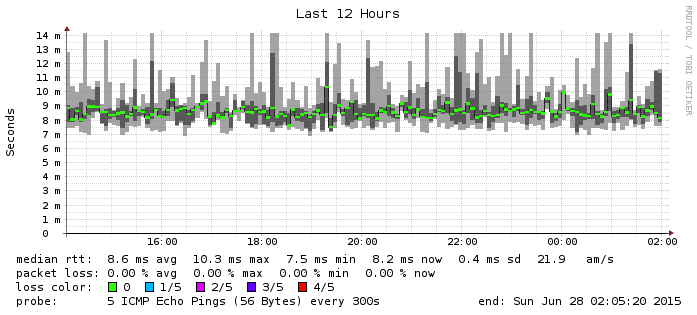 Last 12 Hours
RRDTOOL / TOBI OETIKER
Seconds
14 m
13 m
12 m
11 m
10 m
9 m
8 m
7 m
6 m
5 m
4 m
3 m
2 m
1 m
0
16:00 18:00 20:00 22:00 00:00 02:00
median rtt: 8.6 ms avg 10.3 ms max 7.5 ms min 8.2 ms now 0.4 ms sd 21.9 am/s
packet loss: 0.00 % avg 0.00 % max 0.00 % min 0.00 % now
loss color: 0 1/5 2/5 3/5 4/5
probe: 5 ICMP Echo Pings (56 Bytes) every 300s end: Sun Jun 28 02:05:20 2015